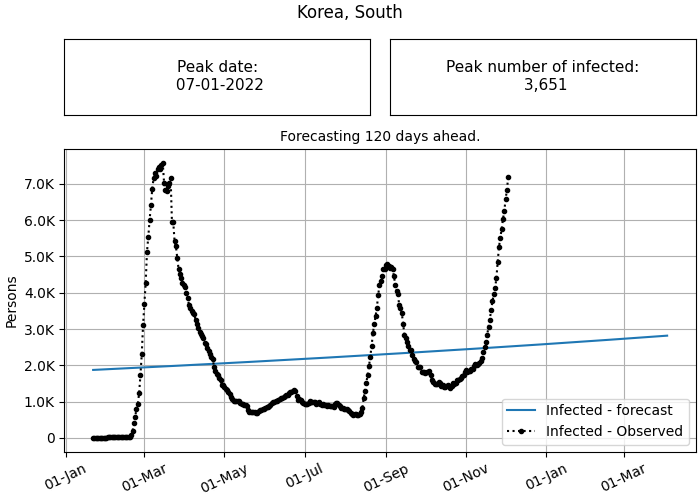 Korea, South
Peak date:
07-01-2022
Peak number of infected:
3,651
Forecasting 120 days ahead.
Persons
7.0K
6.0K
5.0K
4.0K
3.0K
2.0K
1.0K
0
Infected - forecast
Infected - Observed
01-Jan
01-Mar
01-May
01-Jul
01-Sep
01-Nov
01-Jan
01-Mar